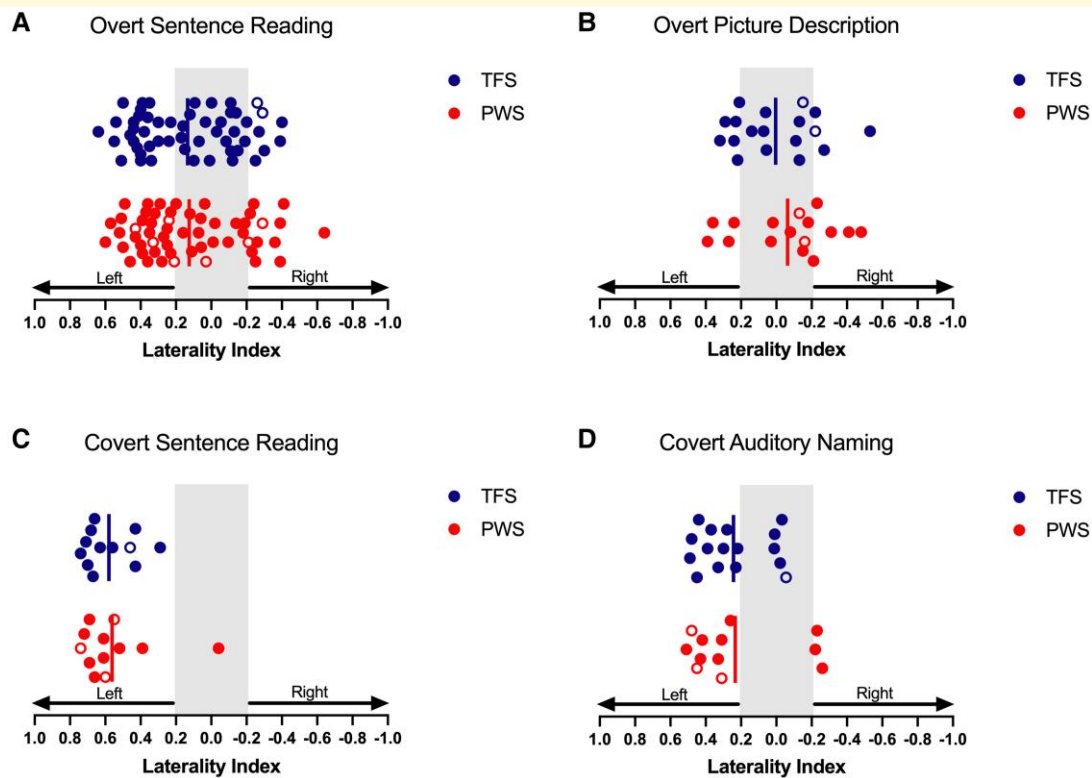 A
Overt Sentence Reading
TFS
PWS
Left
Right
1.0 0.8 0.6 0.4 0.2 0.0 -0.2 -0.4 -0.6 -0.8 -1.0
Laterality Index
B
Overt Picture Description
TFS
PWS
Left
Right
1.0 0.8 0.6 0.4 0.2 0.0 -0.2 -0.4 -0.6 -0.8 -1.0
Laterality Index
C
Covert Sentence Reading
TFS
PWS
Left
Right
1.0 0.8 0.6 0.4 0.2 0.0 -0.2 -0.4 -0.6 -0.8 -1.0
Laterality Index
D
Covert Auditory Naming
TFS
PWS
Left
Right
1.0 0.8 0.6 0.4 0.2 0.0 -0.2 -0.4 -0.6 -0.8 -1.0
Laterality Index